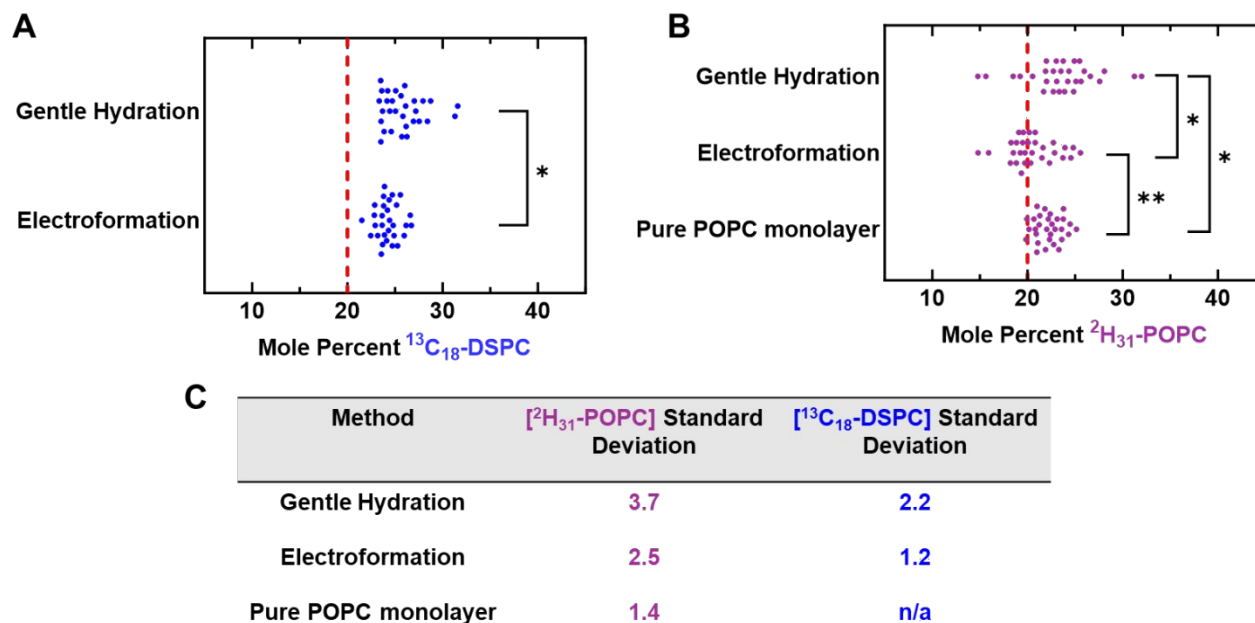 A
Gentle Hydration
Electroformation
*
10 20 30 40
Mole Percent ¹³C₁₈-DSPC
B
Gentle Hydration
Electroformation
Pure POPC monolayer
*
*
**
10 20 30 40
Mole Percent ²H₃₁-POPC
C
Method [²H₃₁-POPC] Standard [¹³C₁₈-DSPC] Standard
Deviation Deviation
Gentle Hydration 3.7 2.2
Electroformation 2.5 1.2
Pure POPC monolayer 1.4 n/a